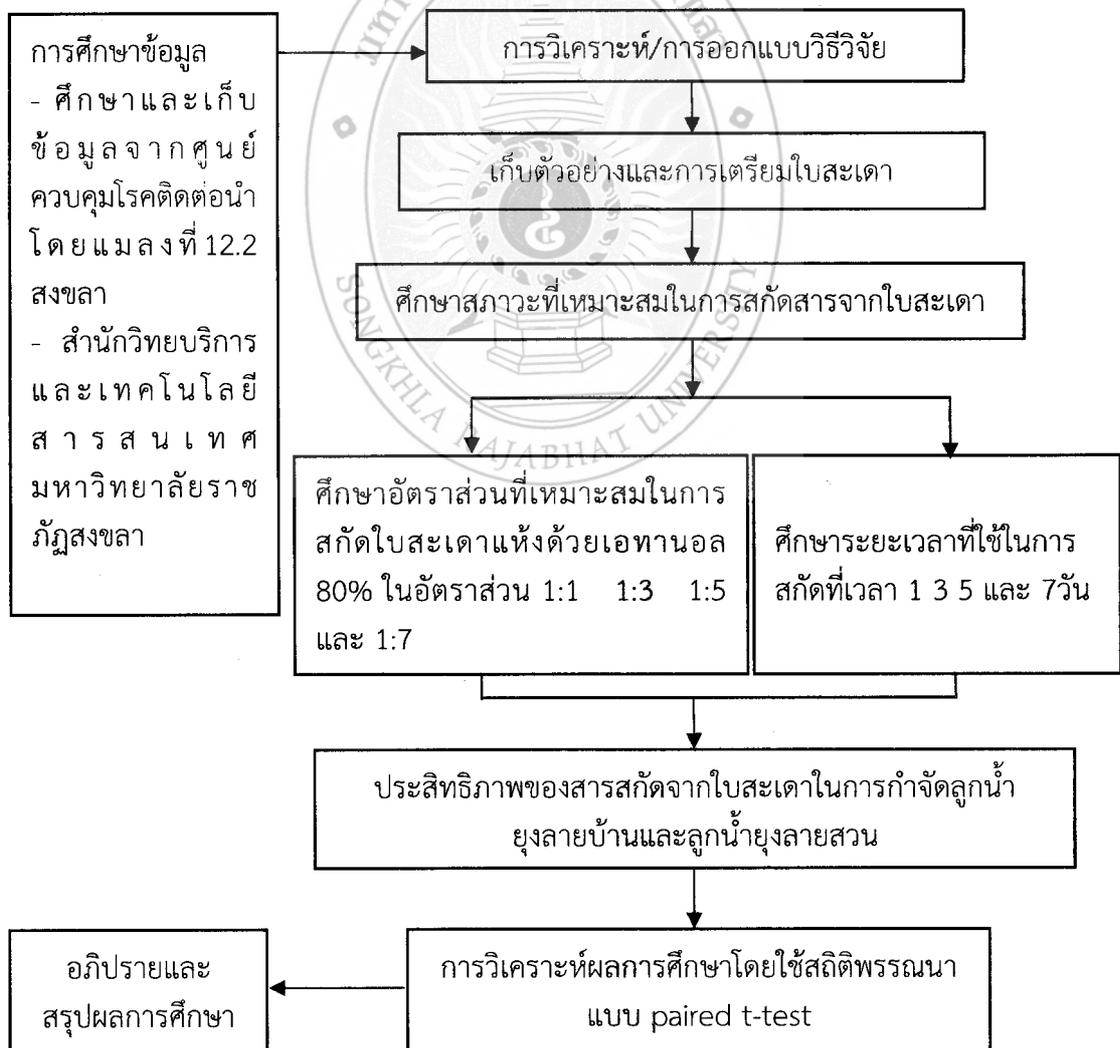 การศึกษาข้อมูล
- ศึกษาและเก็บ
ข้อมูลจากศูนย์
ควบคุมโรคติดต่อนำ
โดยแมลงที่ 12.2
สงขลา
- สำนักวิทยบริการ
และเทคโนโลยี
สารสนเทศ
มหาวิทยาลัยราช
ภัฏสงขลา
การวิเคราะห์/การออกแบบวิธีวิจัย
เก็บตัวอย่างและการเตรียมใบสะเดา
ศึกษาสภาวะที่เหมาะสมในการสกัดสารจากใบสะเดา
ศึกษาอัตราส่วนที่เหมาะสมในการ
สกัดใบสะเดาแห้งด้วยเอทานอล
80% ในอัตราส่วน 1:1 1:3 1:5
และ 1:7
ศึกษาระยะเวลาที่ใช้ในการ
สกัดที่เวลา 1 3 5 และ 7วัน
ประสิทธิภาพของสารสกัดจากใบสะเดาในการกำจัดลูกน้ำ
ยุงลายบ้านและลูกน้ำยุงลายสวน
การวิเคราะห์ผลการศึกษาโดยใช้สถิติพรรณนา
แบบ paired t-test
อภิปรายและ
สรุปผลการศึกษา
SONGKHLA RAJABHAT UNIVERSITY